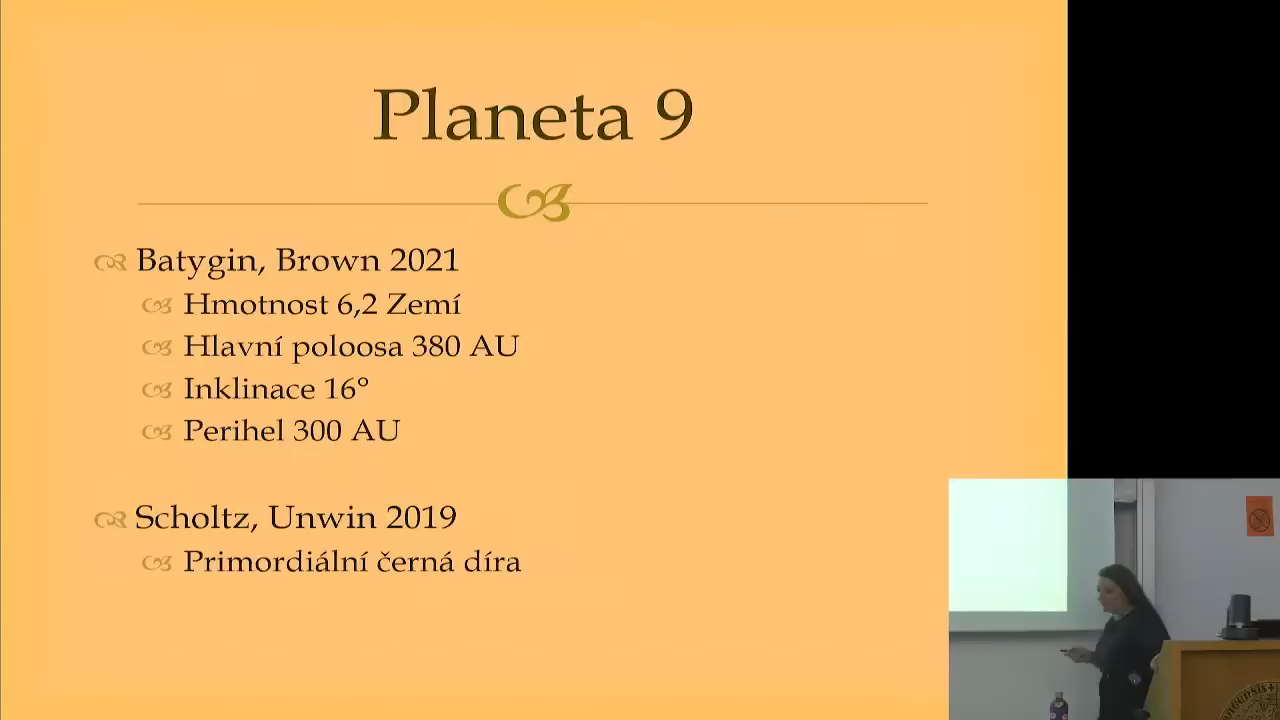 Planeta 9
Batygin, Brown 2021
Hmotnost 6,2 Zemí
Hlavní poloosa 380 AU
Inklinace 16°
Perihel 300 AU
Scholtz, Unwin 2019
Primordiální černá díra